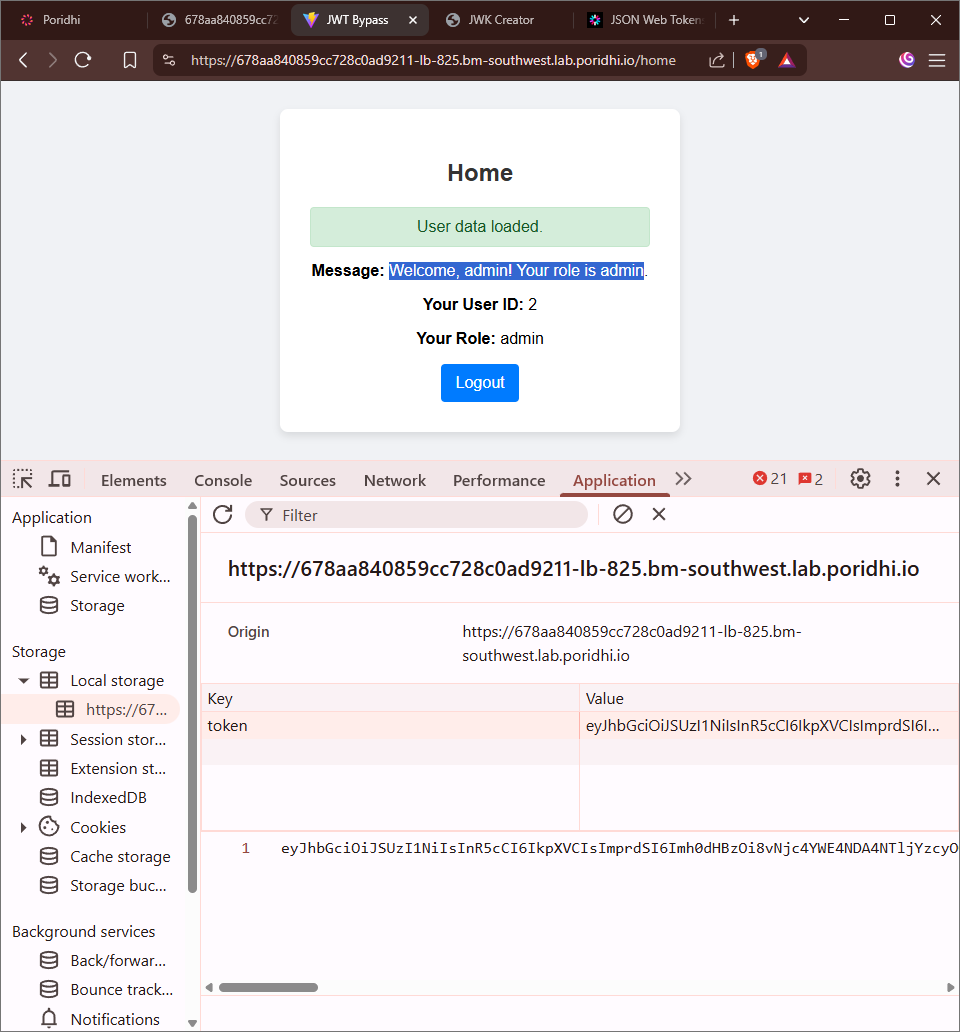 Poridhi
678aa840859cc72
JWT Bypass
JWK Creator
JSON Web Token
https://678aa840859cc728c0ad9211-lb-825.bm-southwest.lab.poridhi.io/home
1
Home
User data loaded.
Message: Welcome, admin! Your role is admin.
Your User ID: 2
Your Role: admin
Logout
Elements Console Sources Network Performance Application 21 2
Application
Manifest
Service work...
Storage
Storage
Local storage
https://67...
Session stor...
Extension st...
IndexedDB
Cookies
Cache storage
Storage buc...
Background services
Back/forwar...
Bounce track...
Notifications
Filter
https://678aa840859cc728c0ad9211-lb-825.bm-southwest.lab.poridhi.io
Origin
https://678aa840859cc728c0ad9211-lb-825.bm-
southwest.lab.poridhi.io
Key Value
token eyJhbGciOiJSUzI1NiIsInR5cCI6IkpXVCIsImprdSI6I...
1 eyJhbGciOiJSUzI1NiIsInR5cCI6IkpXVCIsImprdSI6Imh0dHBzOi8vNjc4YWE4NDA4NTljYzcyO